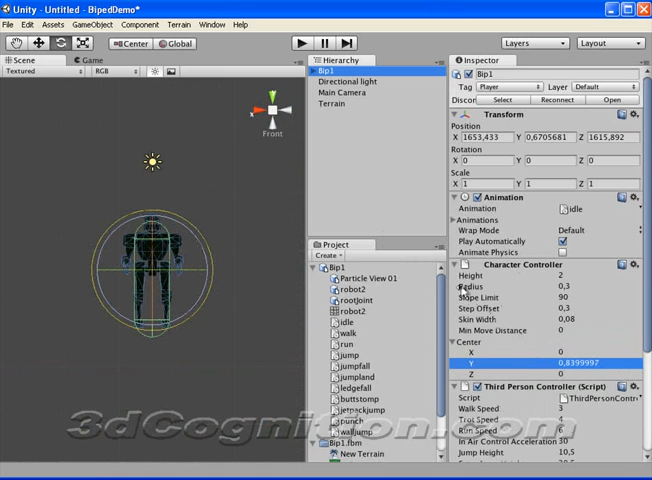 Unity - Untitled - BipedDemo*
File Edit Assets GameObject Component Terrain Window Help
Center Global Layers Layout
Scene Game
Textured RGB
y
x
Front
Hierarchy
Bip1
Directional light
Main Camera
Terrain
Project
Create
Bip1
Particle View 01
robot2
rootJoint
robot2
idle
walk
run
jump
jumpfall
jumpland
ledgefall
buttstomp
jetpackjump
punch
walljump
Bip1.fbm
New Terrain
Inspector
Bip1
Tag Player Layer Default
Discor Select Reconnect Open
Transform
Position
X 1653,433 Y 0,6705681 Z 1615,892
Rotation
X 0 Y 0 Z 0
Scale
X 1 Y 1 Z 1
Animation
Animation idle
Animations
Wrap Mode Default
Play Automatically
Animate Physics
Character Controller
Height 2
Radius 0,3
Slope Limit 90
Step Offset 0,3
Skin Width 0,08
Min Move Distance 0
Center
X 0
Y 0,8399997
Z 0
Third Person Controller (Script)
Script ThirdPersonContr
Walk Speed 3
Trot Speed 4
Run Speed 6
In Air Control Acceleration 30
Jump Height 10,5
3dCognition.com